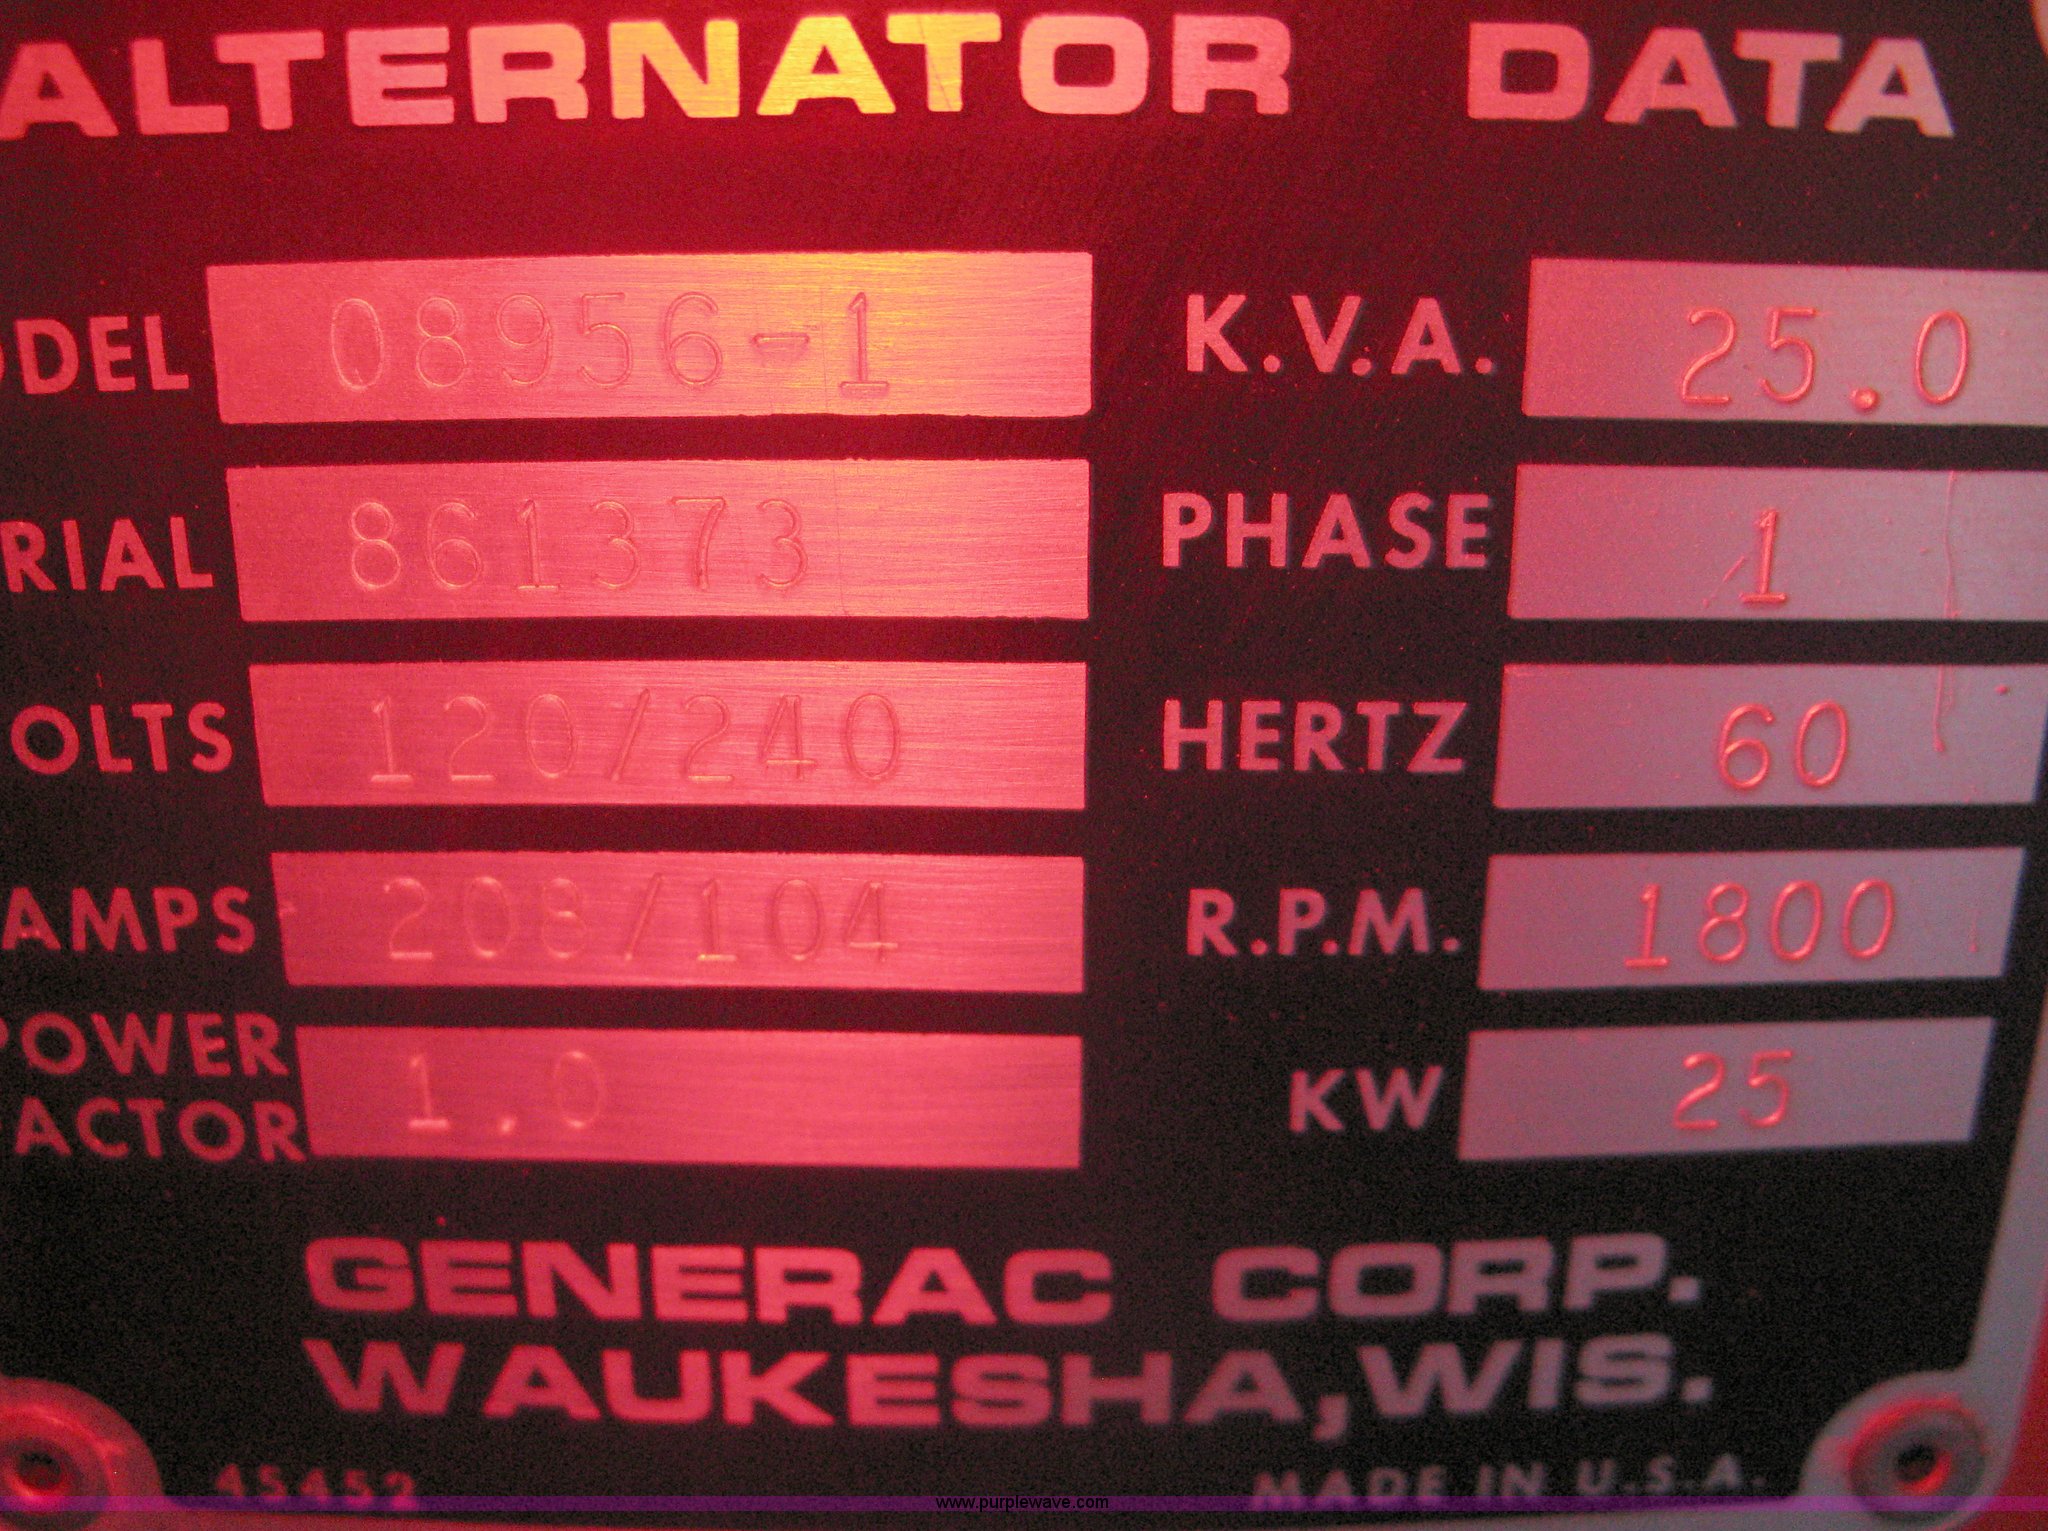 ALTERNATOR DATA
ODEL 08956-1 K.V.A. 25.0
RIAL 861373 PHASE 1
OLTS 120/240 HERTZ 60
AMPS 208/104 R.P.M. 1800
POWER
ACTOR 1.0 KW 25
GENERAC CORP.
WAUKESHA, WIS.
45452 MADE IN U.S.A.
www.purplewave.com